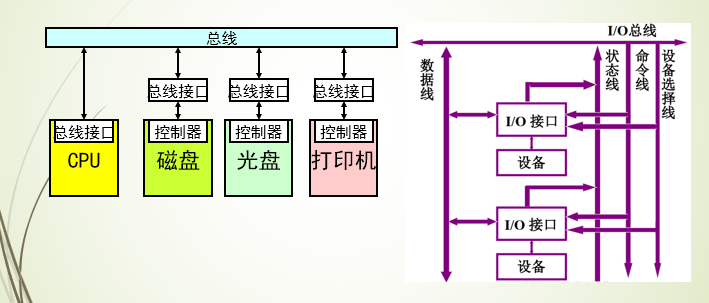 总线
总线接口
总线接口
总线接口
总线接口
控制器
控制器
控制器
CPU
磁盘
光盘
打印机
I/O总线
数据线
状态线
命令线
设备选择线
I/O 接口
设备
I/O 接口
设备